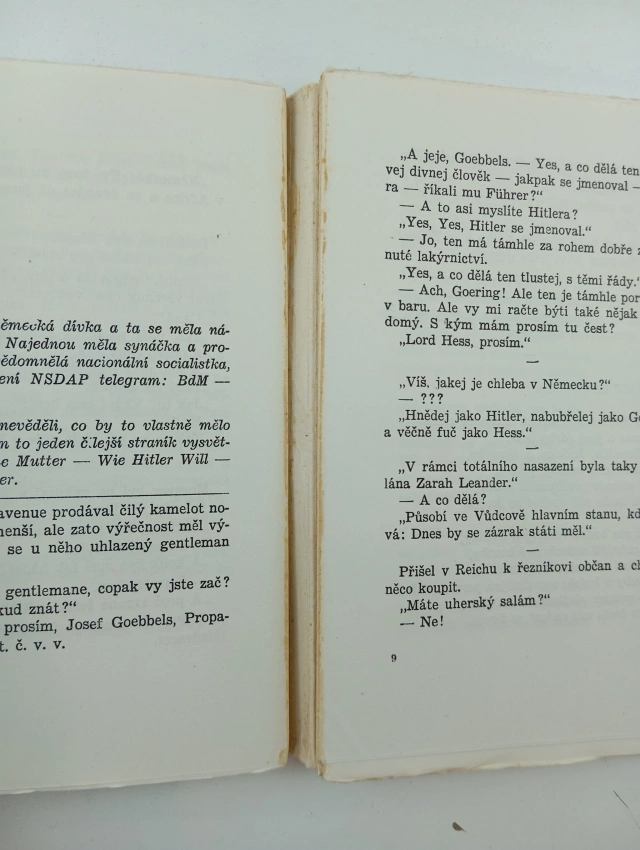 ěmecká dívka a ta se měla ná-
Najednou měla synáčka a pro-
ědomnělá nacionální socialistka,
ení NSDAP telegram: BdM —
nevěděli, co by to vlastně mělo
m to jeden čilejší straník vysvět-
e Mutter — Wie Hitler Will —
er.
avenue prodával čilý kamelot no-
menší, ale zato výřečnost měl vý-
se u něho uhlazený gentleman
gentlemane, copak vy jste zač?
kud znát?“
prosím, Josef Goebbels, Propa-
t. č. v. v.
„A jeje, Goebbels. — Yes, a co dělá ten
vej divnej člověk — jakpak se jmenoval —
ra — říkali mu Führer?“
— A to asi myslíte Hitlera?
„Yes, Yes, Hitler se jmenoval.“
— Jo, ten má támhle za rohem dobře z
nuté lakýrnictví.
„Yes, a co dělá ten tlustej, s těmi řády.“
— Ach, Goering! Ale ten je támhle por
v baru. Ale vy mi račte býti také nějak
domý. S kým mám prosím tu čest?
„Lord Hess, prosím.“
—
„Víš, jakej je chleba v Německu?“
— ???
„Hnědej jako Hitler, nabubřelej jako Go
a věčně fuč jako Hess.“
—
„V rámci totálního nasazení byla taky
lána Zarah Leander.“
— A co dělá?
„Působí ve Vůdcově hlavním stanu, kd
vá: Dnes by se zázrak státi měl.“
—
Přišel v Reichu k řezníkovi občan a ch
něco koupit.
„Máte uherský salám?“
— Ne!
9